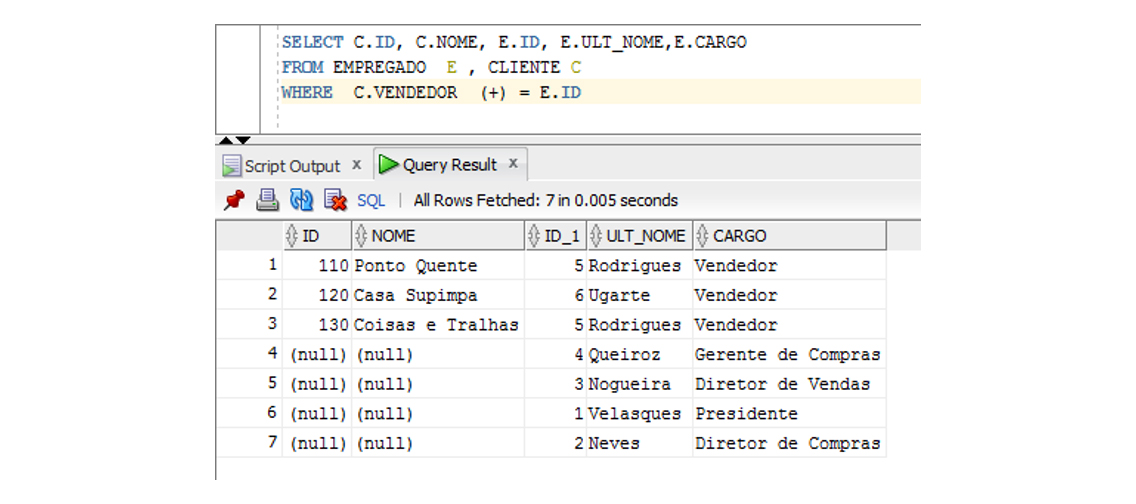 SELECT C.ID, C.NOME, E.ID, E.ULT_NOME,E.CARGO
FROM EMPREGADO E , CLIENTE C
WHERE C.VENDEDOR (+) = E.ID
Script Output x Query Result x
SQL | All Rows Fetched: 7 in 0.005 seconds
ID NOME ID_1 ULT_NOME CARGO
1 110 Ponto Quente 5 Rodrigues Vendedor
2 120 Casa Supimpa 6 Ugarte Vendedor
3 130 Coisas e Tralhas 5 Rodrigues Vendedor
4 (null) (null) 4 Queiroz Gerente de Compras
5 (null) (null) 3 Nogueira Diretor de Vendas
6 (null) (null) 1 Velasques Presidente
7 (null) (null) 2 Neves Diretor de Compras